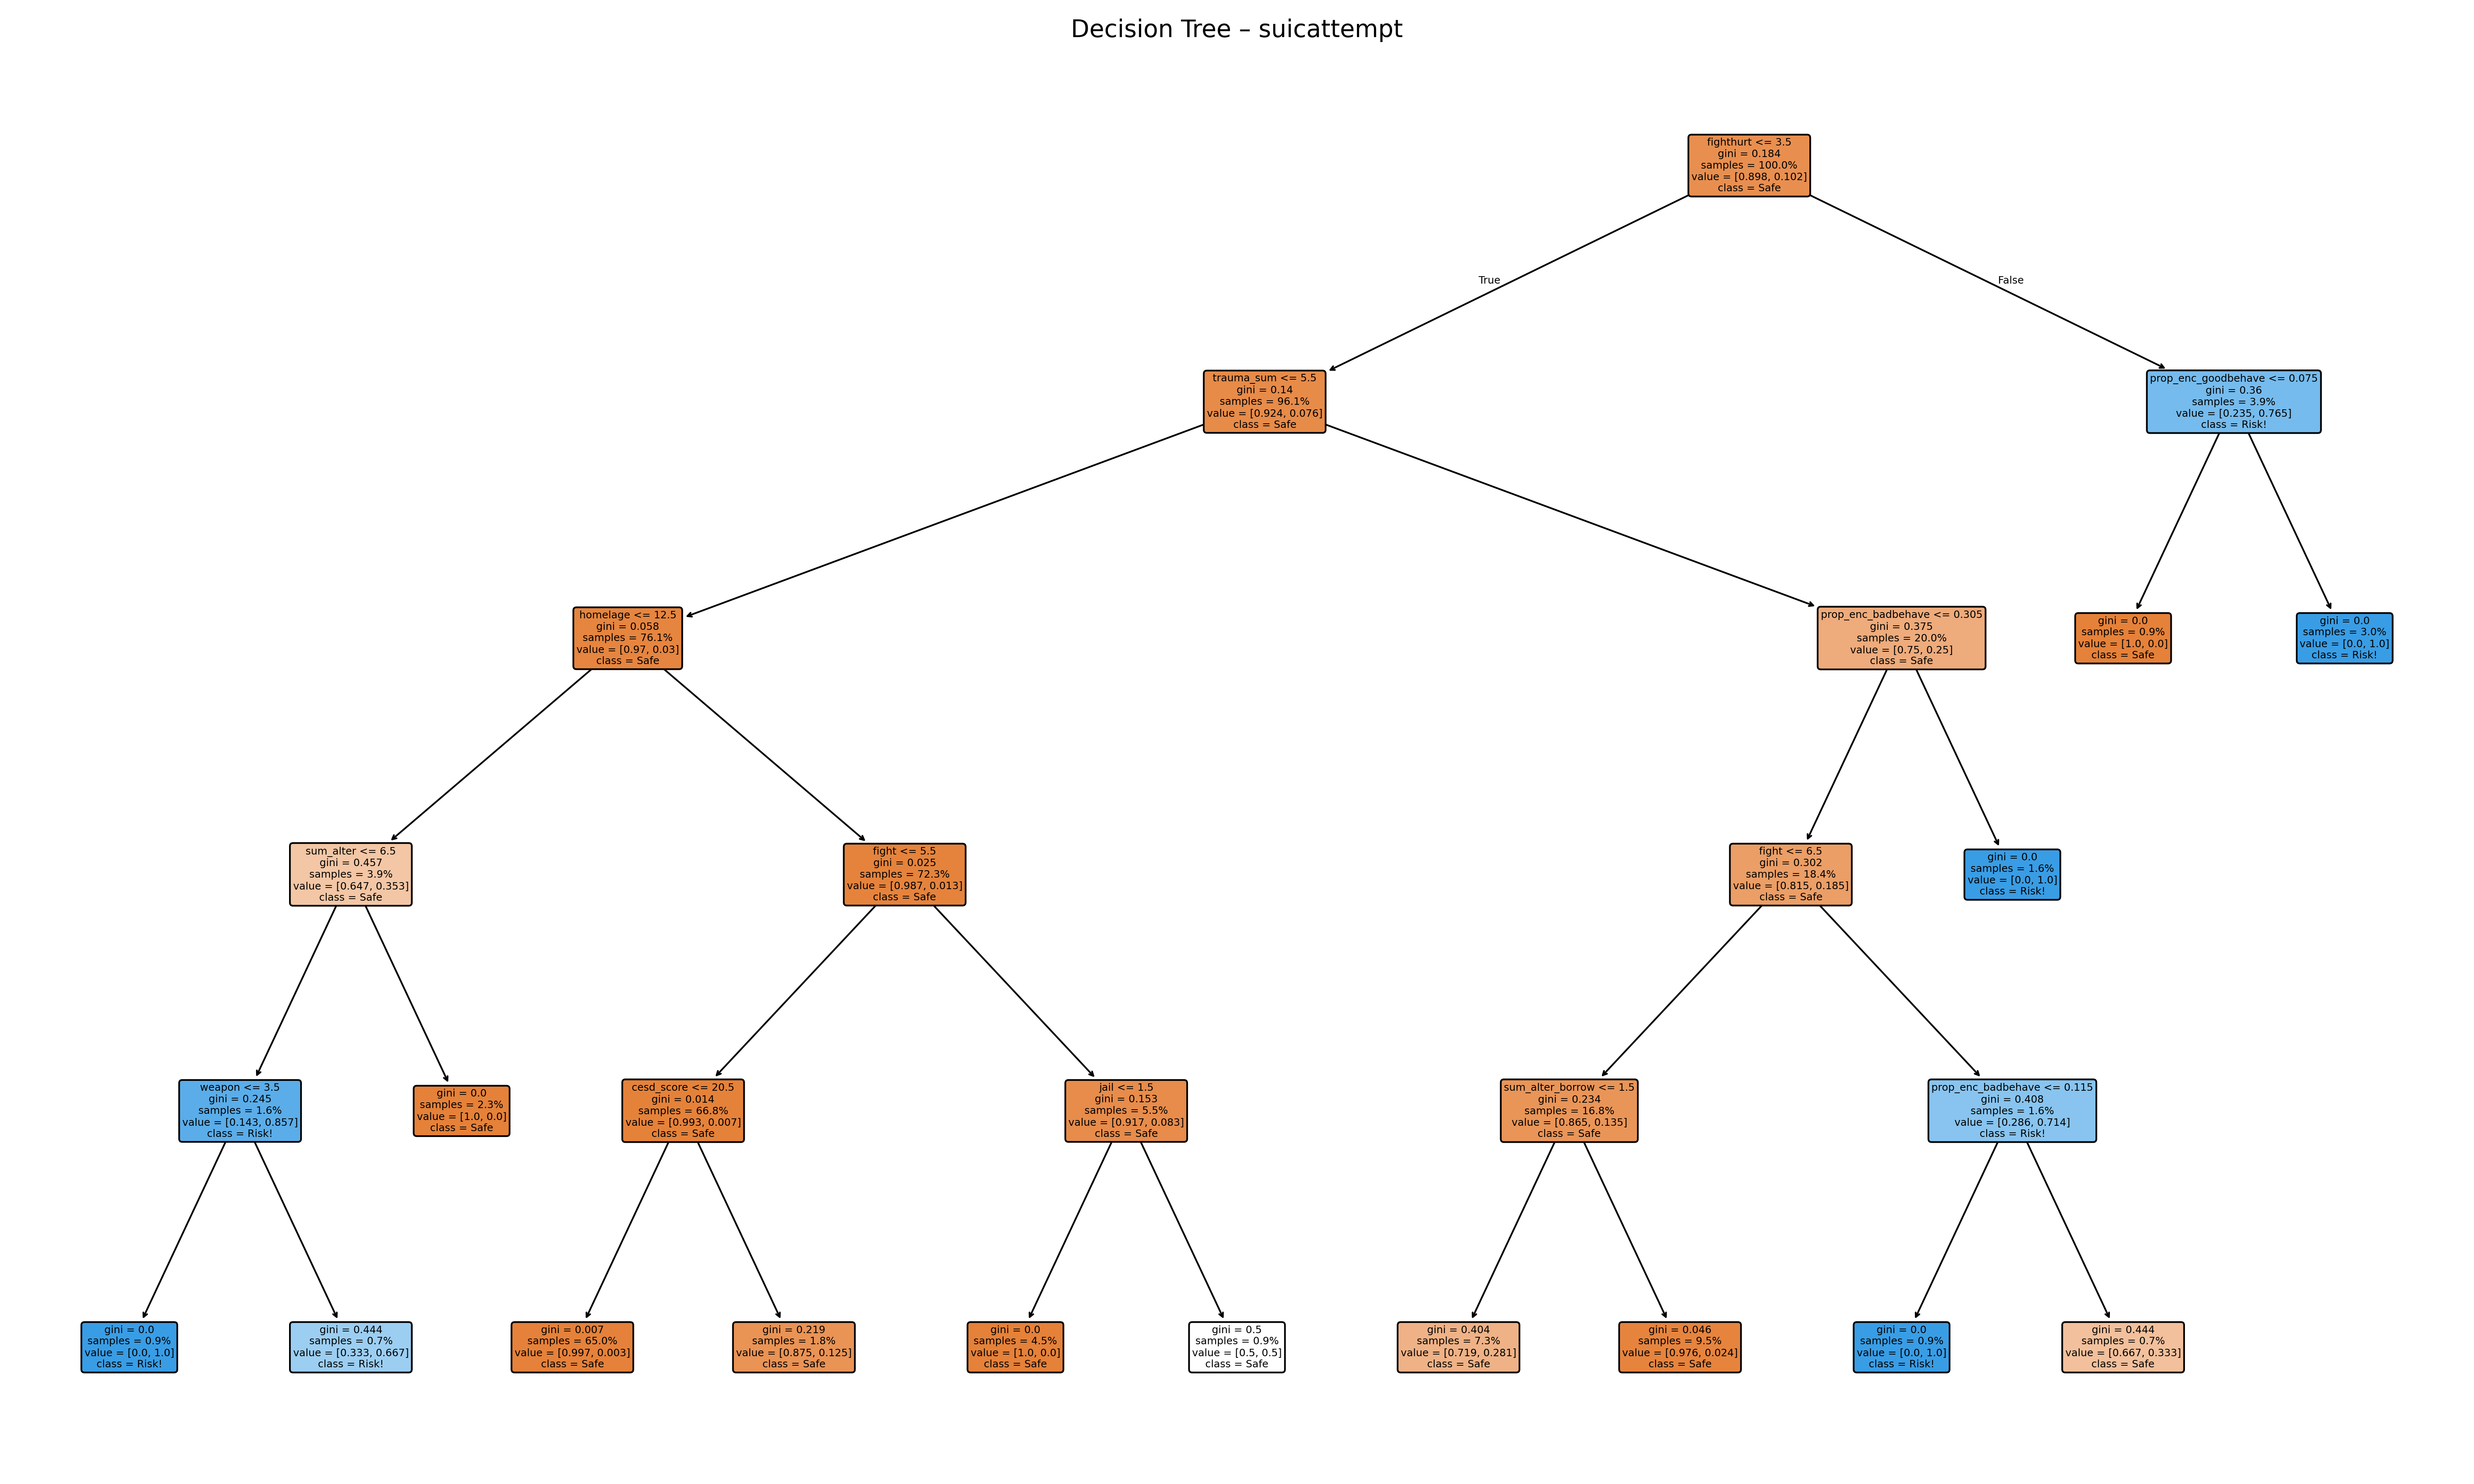 Decision Tree – suicattempt
fighthurt <= 3.5
gini = 0.184
samples = 100.0%
value = [0.898, 0.102]
class = Safe
True
False
trauma_sum <= 5.5
gini = 0.14
samples = 96.1%
value = [0.924, 0.076]
class = Safe
prop_enc_goodbehave <= 0.075
gini = 0.36
samples = 3.9%
value = [0.235, 0.765]
class = Risk!
homelage <= 12.5
gini = 0.058
samples = 76.1%
value = [0.97, 0.03]
class = Safe
prop_enc_badbehave <= 0.305
gini = 0.375
samples = 20.0%
value = [0.75, 0.25]
class = Safe
gini = 0.0
samples = 0.9%
value = [1.0, 0.0]
class = Safe
gini = 0.0
samples = 3.0%
value = [0.0, 1.0]
class = Risk!
sum_alter <= 6.5
gini = 0.457
samples = 3.9%
value = [0.647, 0.353]
class = Safe
fight <= 5.5
gini = 0.025
samples = 72.3%
value = [0.987, 0.013]
class = Safe
fight <= 6.5
gini = 0.302
samples = 18.4%
value = [0.815, 0.185]
class = Safe
gini = 0.0
samples = 1.6%
value = [0.0, 1.0]
class = Risk!
weapon <= 3.5
gini = 0.245
samples = 1.6%
value = [0.143, 0.857]
class = Risk!
gini = 0.0
samples = 2.3%
value = [1.0, 0.0]
class = Safe
cesd_score <= 20.5
gini = 0.014
samples = 66.8%
value = [0.993, 0.007]
class = Safe
jail <= 1.5
gini = 0.153
samples = 5.5%
value = [0.917, 0.083]
class = Safe
sum_alter_borrow <= 1.5
gini = 0.234
samples = 16.8%
value = [0.865, 0.135]
class = Safe
prop_enc_badbehave <= 0.115
gini = 0.408
samples = 1.6%
value = [0.286, 0.714]
class = Risk!
gini = 0.0
samples = 0.9%
value = [0.0, 1.0]
class = Risk!
gini = 0.444
samples = 0.7%
value = [0.333, 0.667]
class = Risk!
gini = 0.007
samples = 65.0%
value = [0.997, 0.003]
class = Safe
gini = 0.219
samples = 1.8%
value = [0.875, 0.125]
class = Safe
gini = 0.0
samples = 4.5%
value = [1.0, 0.0]
class = Safe
gini = 0.5
samples = 0.9%
value = [0.5, 0.5]
class = Safe
gini = 0.404
samples = 7.3%
value = [0.719, 0.281]
class = Safe
gini = 0.046
samples = 9.5%
value = [0.976, 0.024]
class = Safe
gini = 0.0
samples = 0.9%
value = [0.0, 1.0]
class = Risk!
gini = 0.444
samples = 0.7%
value = [0.667, 0.333]
class = Safe